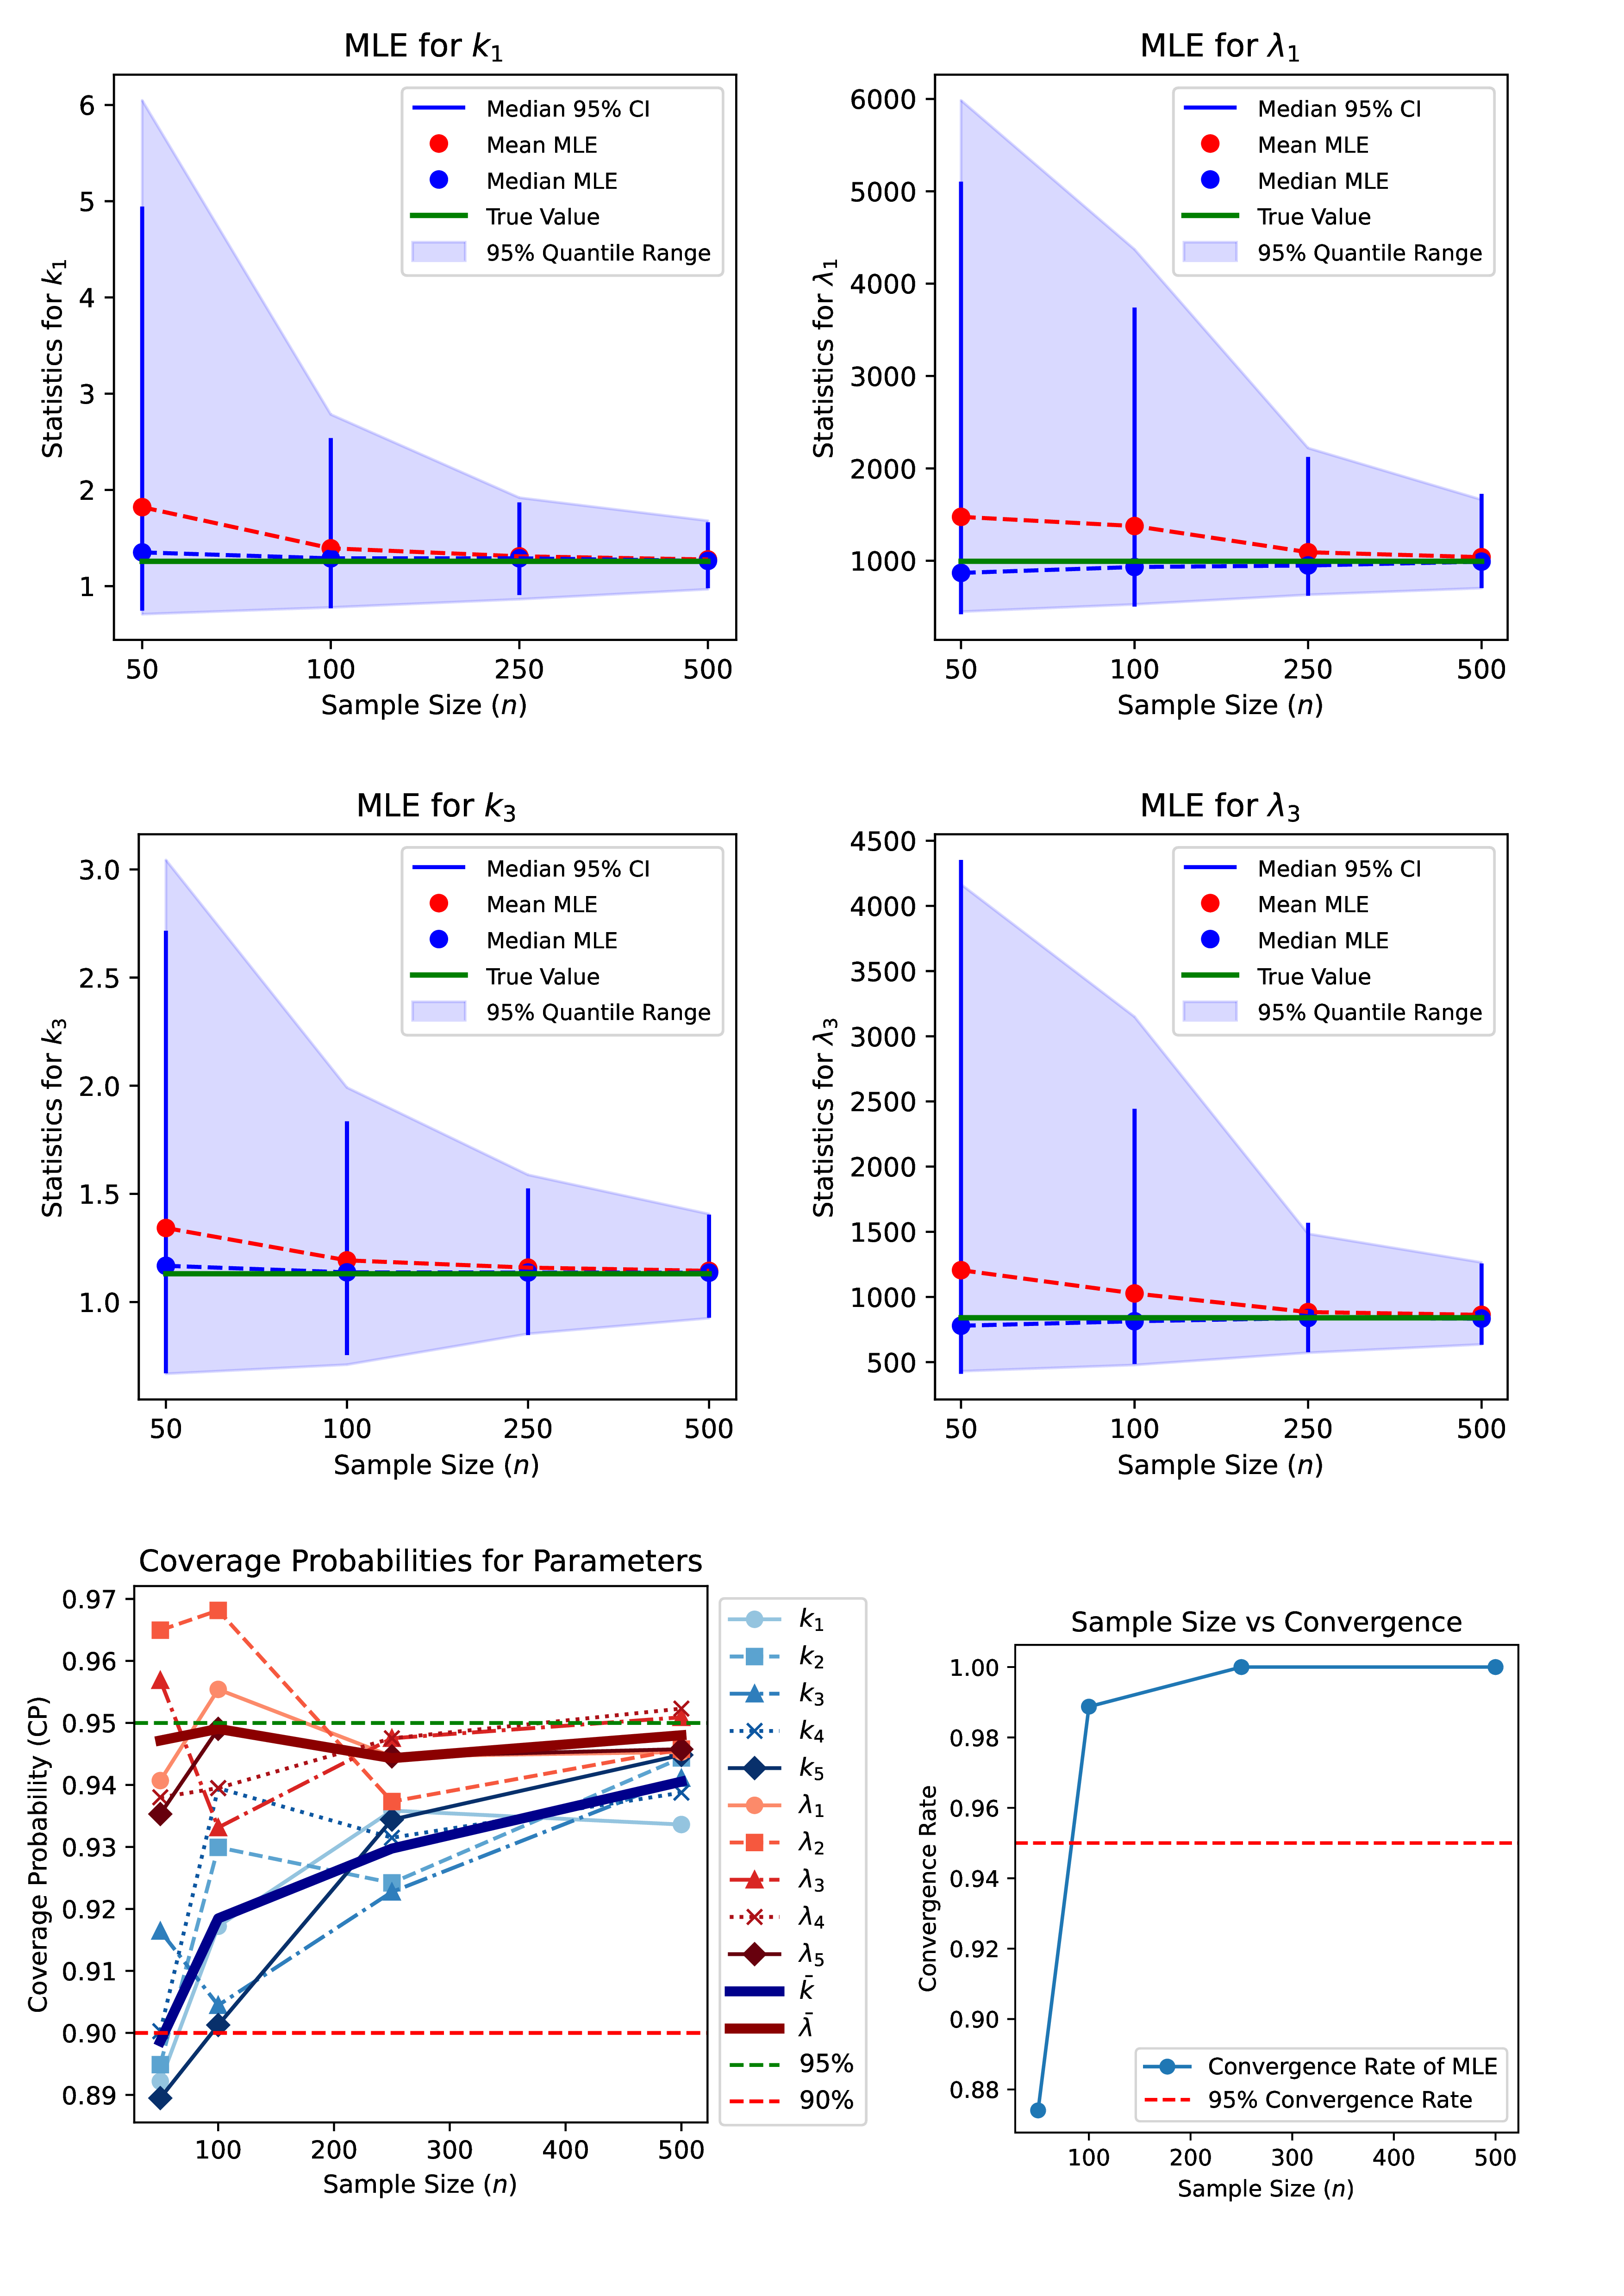 MLE for k₁
6
5
4
3
2
1
Statistics for k₁
50 100 250 500
Sample Size (n)
Median 95% CI
Mean MLE
Median MLE
True Value
95% Quantile Range
MLE for λ₁
6000
5000
4000
3000
2000
1000
Statistics for λ₁
50 100 250 500
Sample Size (n)
Median 95% CI
Mean MLE
Median MLE
True Value
95% Quantile Range
MLE for k₃
3.0
2.5
2.0
1.5
1.0
Statistics for k₃
50 100 250 500
Sample Size (n)
Median 95% CI
Mean MLE
Median MLE
True Value
95% Quantile Range
MLE for λ₃
4500
4000
3500
3000
2500
2000
1500
1000
500
Statistics for λ₃
50 100 250 500
Sample Size (n)
Median 95% CI
Mean MLE
Median MLE
True Value
95% Quantile Range
Coverage Probabilities for Parameters
0.97
0.96
0.95
0.94
0.93
0.92
0.91
0.90
0.89
Coverage Probability (CP)
100 200 300 400 500
Sample Size (n)
k₁
k₂
k₃
k₄
k₅
λ₁
λ₂
λ₃
λ₄
λ₅
k̄
λ̄
95%
90%
Sample Size vs Convergence
1.00
0.98
0.96
0.94
0.92
0.90
0.88
Convergence Rate
100 200 300 400 500
Sample Size (n)
Convergence Rate of MLE
95% Convergence Rate